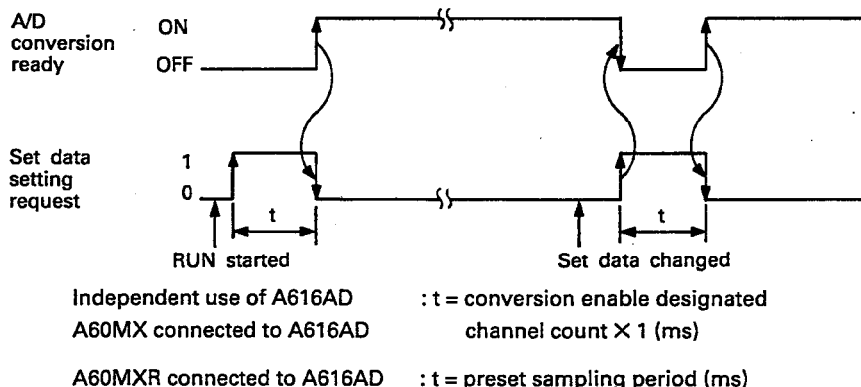 A/D
conversion
ready
ON
OFF
Set data
setting
request
1
0
t
t
RUN started
Set data changed
Independent use of A616AD : t = conversion enable designated
A60MX connected to A616AD channel count X 1 (ms)
A60MXR connected to A616AD : t = preset sampling period (ms)